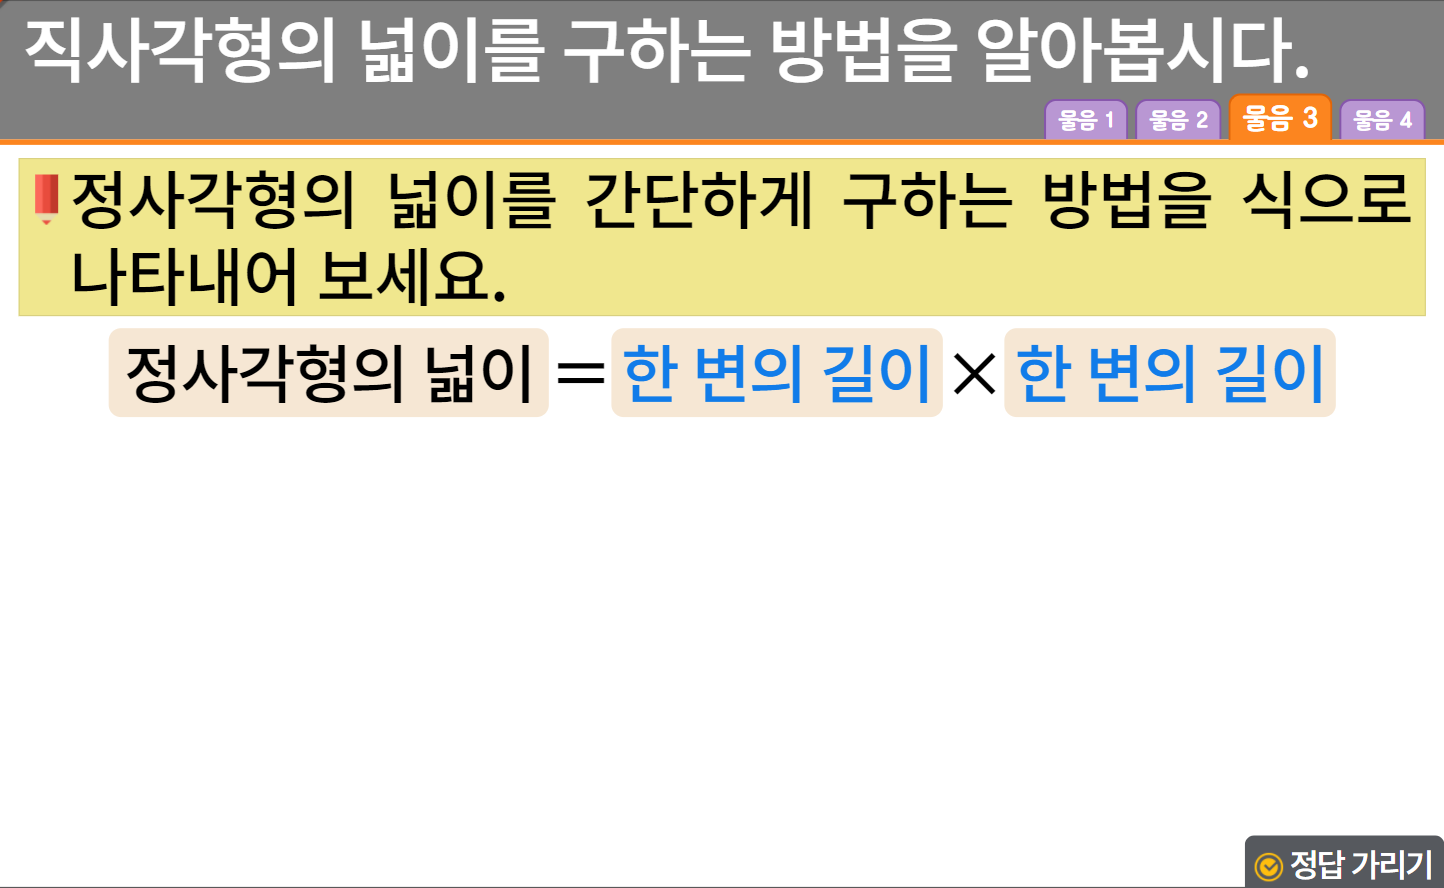 직사각형의 넓이를 구하는 방법을 알아봅시다.
물음 1 물음 2 물음 3 물음 4
정사각형의 넓이를 간단하게 구하는 방법을 식으로
나타내어 보세요.
정사각형의 넓이 = 한 변의 길이 × 한 변의 길이
정답 가리기